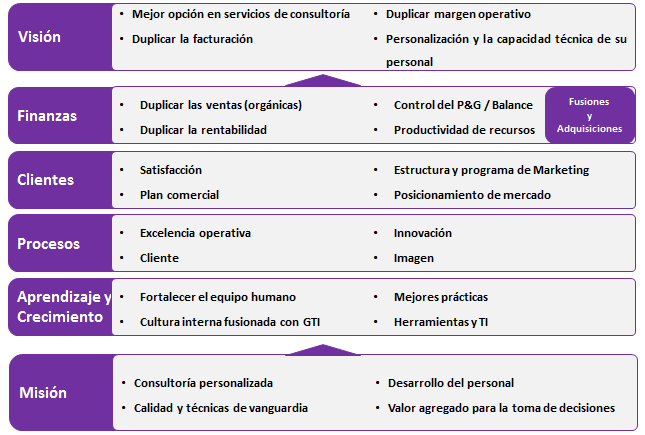 Visión
• Mejor opción en servicios de consultoría
• Duplicar la facturación
• Duplicar margen operativo
• Personalización y la capacidad técnica de su
personal
Finanzas
• Duplicar las ventas (orgánicas)
• Duplicar la rentabilidad
• Control del P&G / Balance
• Productividad de recursos
Fusiones
y
Adquisiciones
Clientes
• Satisfacción
• Plan comercial
• Estructura y programa de Marketing
• Posicionamiento de mercado
Procesos
• Excelencia operativa
• Cliente
• Innovación
• Imagen
Aprendizaje y
Crecimiento
• Fortalecer el equipo humano
• Cultura interna fusionada con GTI
• Mejores prácticas
• Herramientas y TI
Misión
• Consultoría personalizada
• Calidad y técnicas de vanguardia
• Desarrollo del personal
• Valor agregado para la toma de decisiones